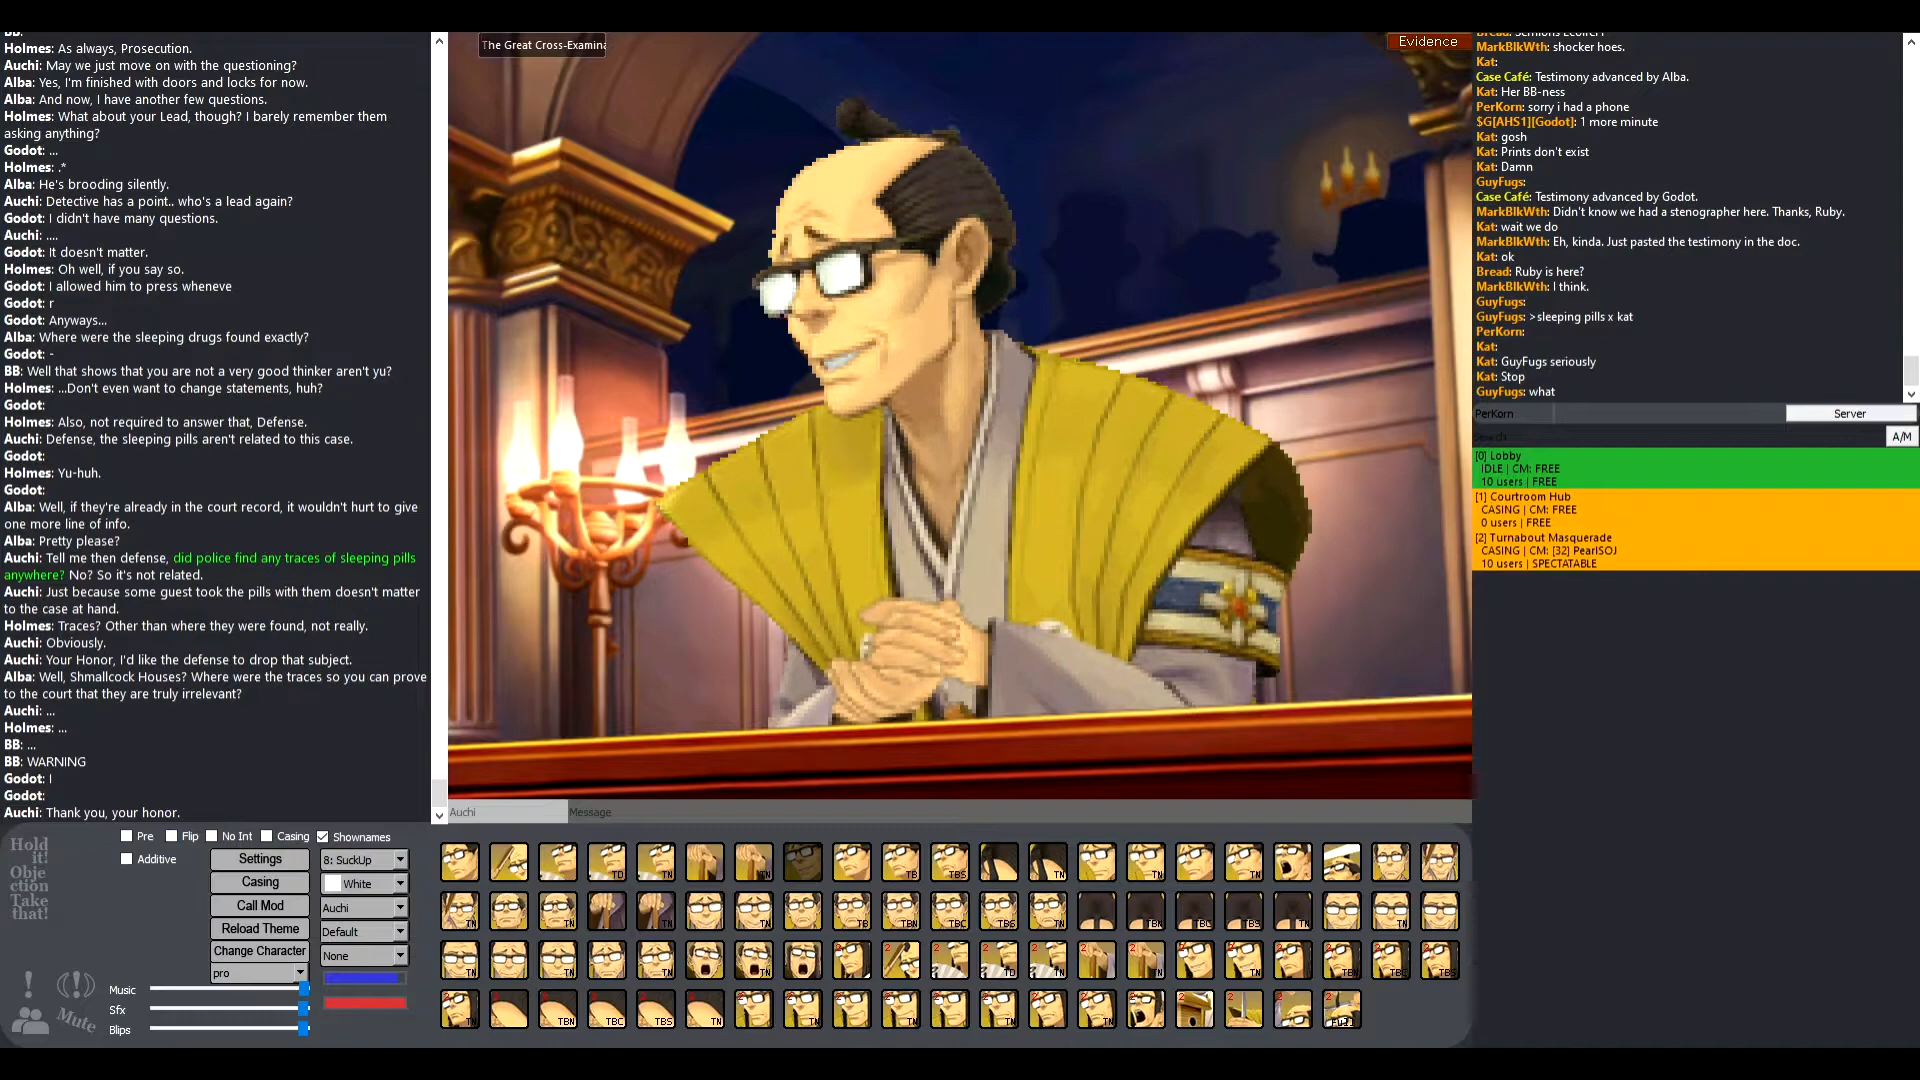 BB:
Holmes: As always, Prosecution.
Auchi: May we just move on with the questioning?
Alba: Yes, I'm finished with doors and locks for now.
Alba: And now, I have another few questions.
Holmes: What about your Lead, though? I barely remember them
asking anything?
Godot: ...
Holmes: .*
Alba: He's brooding silently.
Auchi: Detective has a point.. who's a lead again?
Godot: I didn't have many questions.
Auchi: ....
Godot: It doesn't matter.
Holmes: Oh well, if you say so.
Godot: I allowed him to press wheneve
Godot: r
Godot: Anyways...
Alba: Where were the sleeping drugs found exactly?
Godot: -
BB: Well that shows that you are not a very good thinker aren't yu?
Holmes: ...Don't even want to change statements, huh?
Godot:
Holmes: Also, not required to answer that, Defense.
Auchi: Defense, the sleeping pills aren't related to this case.
Godot:
Holmes: Yu-huh.
Godot:
Alba: Well, if they're already in the court record, it wouldn't hurt to give
one more line of info.
Alba: Pretty please?
Auchi: Tell me then defense, did police find any traces of sleeping pills
anywhere? No? So it's not related.
Auchi: Just because some guest took the pills with them doesn't matter
to the case at hand.
Holmes: Traces? Other than where they were found, not really.
Auchi: Obviously.
Auchi: Your Honor, I'd like the defense to drop that subject.
Alba: Well, Shmallcock Houses? Where were the traces so you can prove
to the court that they are truly irrelevant?
Auchi: ...
Holmes: ...
BB: ...
BB: WARNING
Godot: I
Godot:
Auchi: Thank you, your honor.
The Great Cross-Examina
Evidence
Auchi
Message
MarkBlkWth: shocker hoes.
Kat:
Case Café: Testimony advanced by Alba.
Kat: Her BB-ness
PerKorn: sorry i had a phone
$G[AHS1][Godot]: 1 more minute
Kat: gosh
Kat: Prints don't exist
Kat: Damn
GuyFugs:
Case Café: Testimony advanced by Godot.
MarkBlkWth: Didn't know we had a stenographer here. Thanks, Ruby.
Kat: wait we do
MarkBlkWth: Eh, kinda. Just pasted the testimony in the doc.
Kat: ok
Bread: Ruby is here?
MarkBlkWth: I think.
GuyFugs:
GuyFugs: >sleeping pills x kat
PerKorn:
Kat:
Kat: GuyFugs seriously
Kat: Stop
GuyFugs: what
PerKorn
Server
Search
A/M
[0] Lobby
IDLE | CM: FREE
10 users | FREE
[1] Courtroom Hub
CASING | CM: FREE
0 users | FREE
[2] Turnabout Masquerade
CASING | CM: [32] PearlSOJ
10 users | SPECTATABLE
Hold
it!
Obje
ction
Take
that!
Pre
Flip
No Int
Casing
Shownames
Additive
Settings
Casing
Call Mod
Reload Theme
Change Character
pro
8: SuckUp
White
Auchi
Default
None
Mute
Music
Sfx
Blips